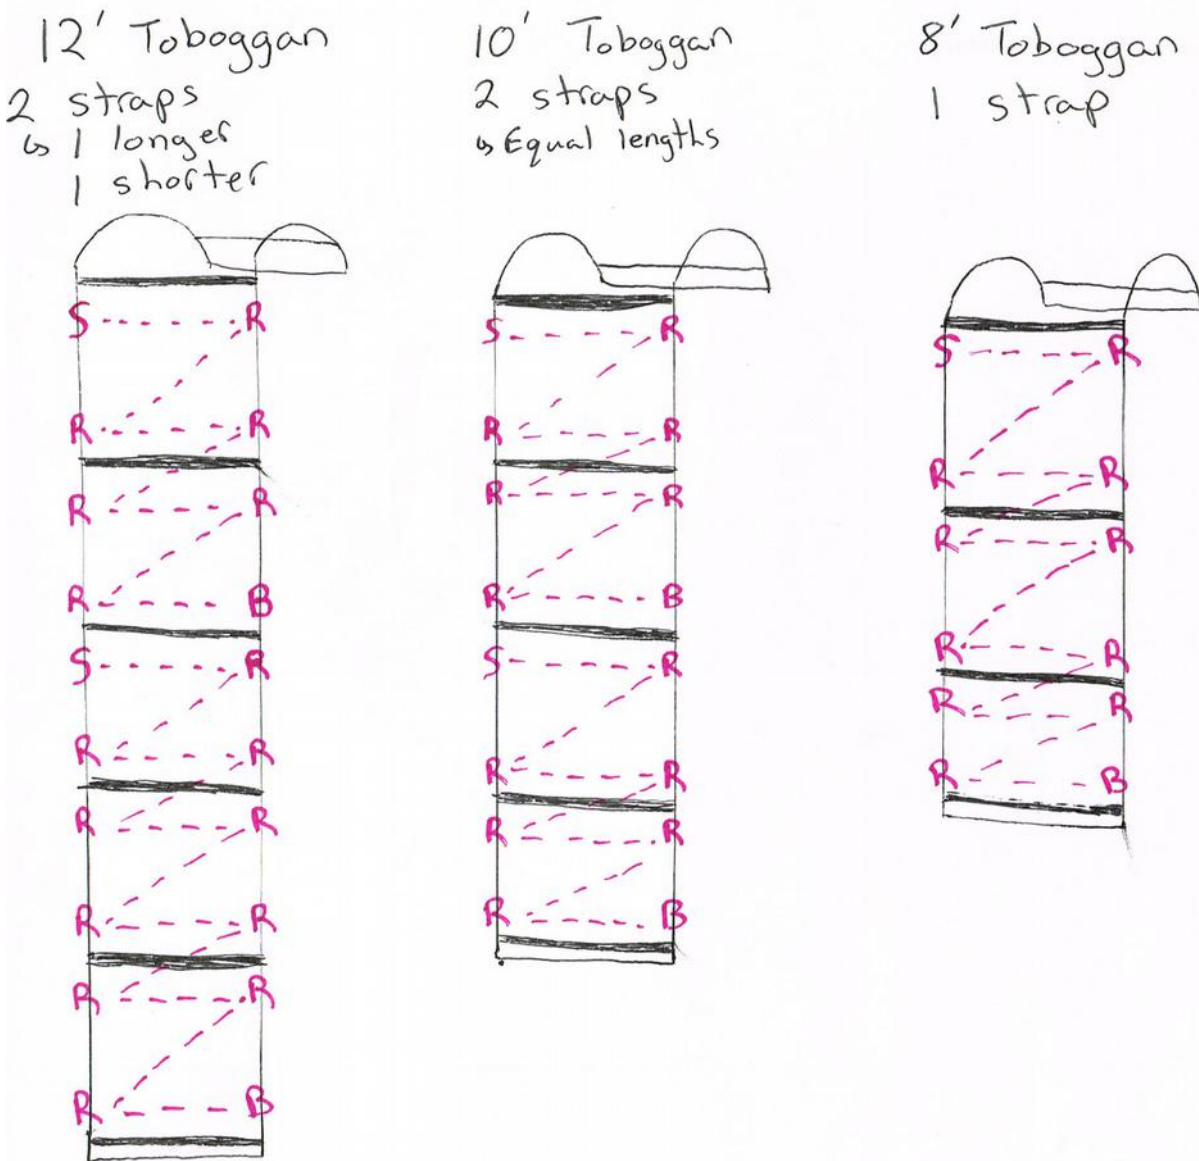 12' Toboggan
2 straps
↳ 1 longer
1 shorter
S R
R R
R R
R B
S R
R R
R R
R R
R R
R B
10' Toboggan
2 straps
↳ Equal lengths
S R
R R
R R
R B
S R
R R
R R
R B
8' Toboggan
1 strap
S R
R R
R R
R R
R R
R B